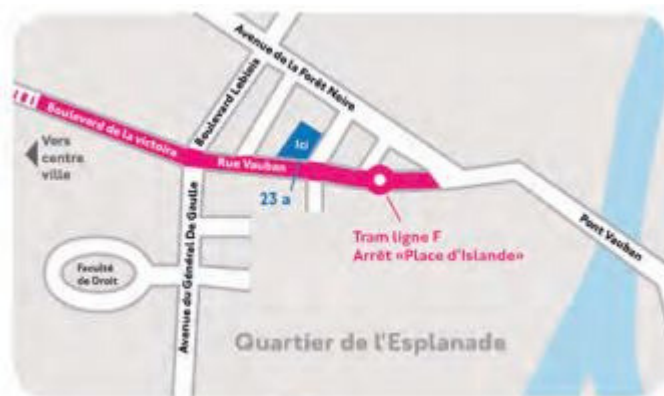 Avenue de la Forêt Noire
Boulevard Leblois
Boulevard de la victoire
Vers
centre
ville
Rue Vauban
Ici
23 a
Tram ligne F
Arrêt «Place d'Islande»
Pont Vauban
Avenue du Général De Gaulle
Faculté
de Droit
Quartier de l'Esplanade